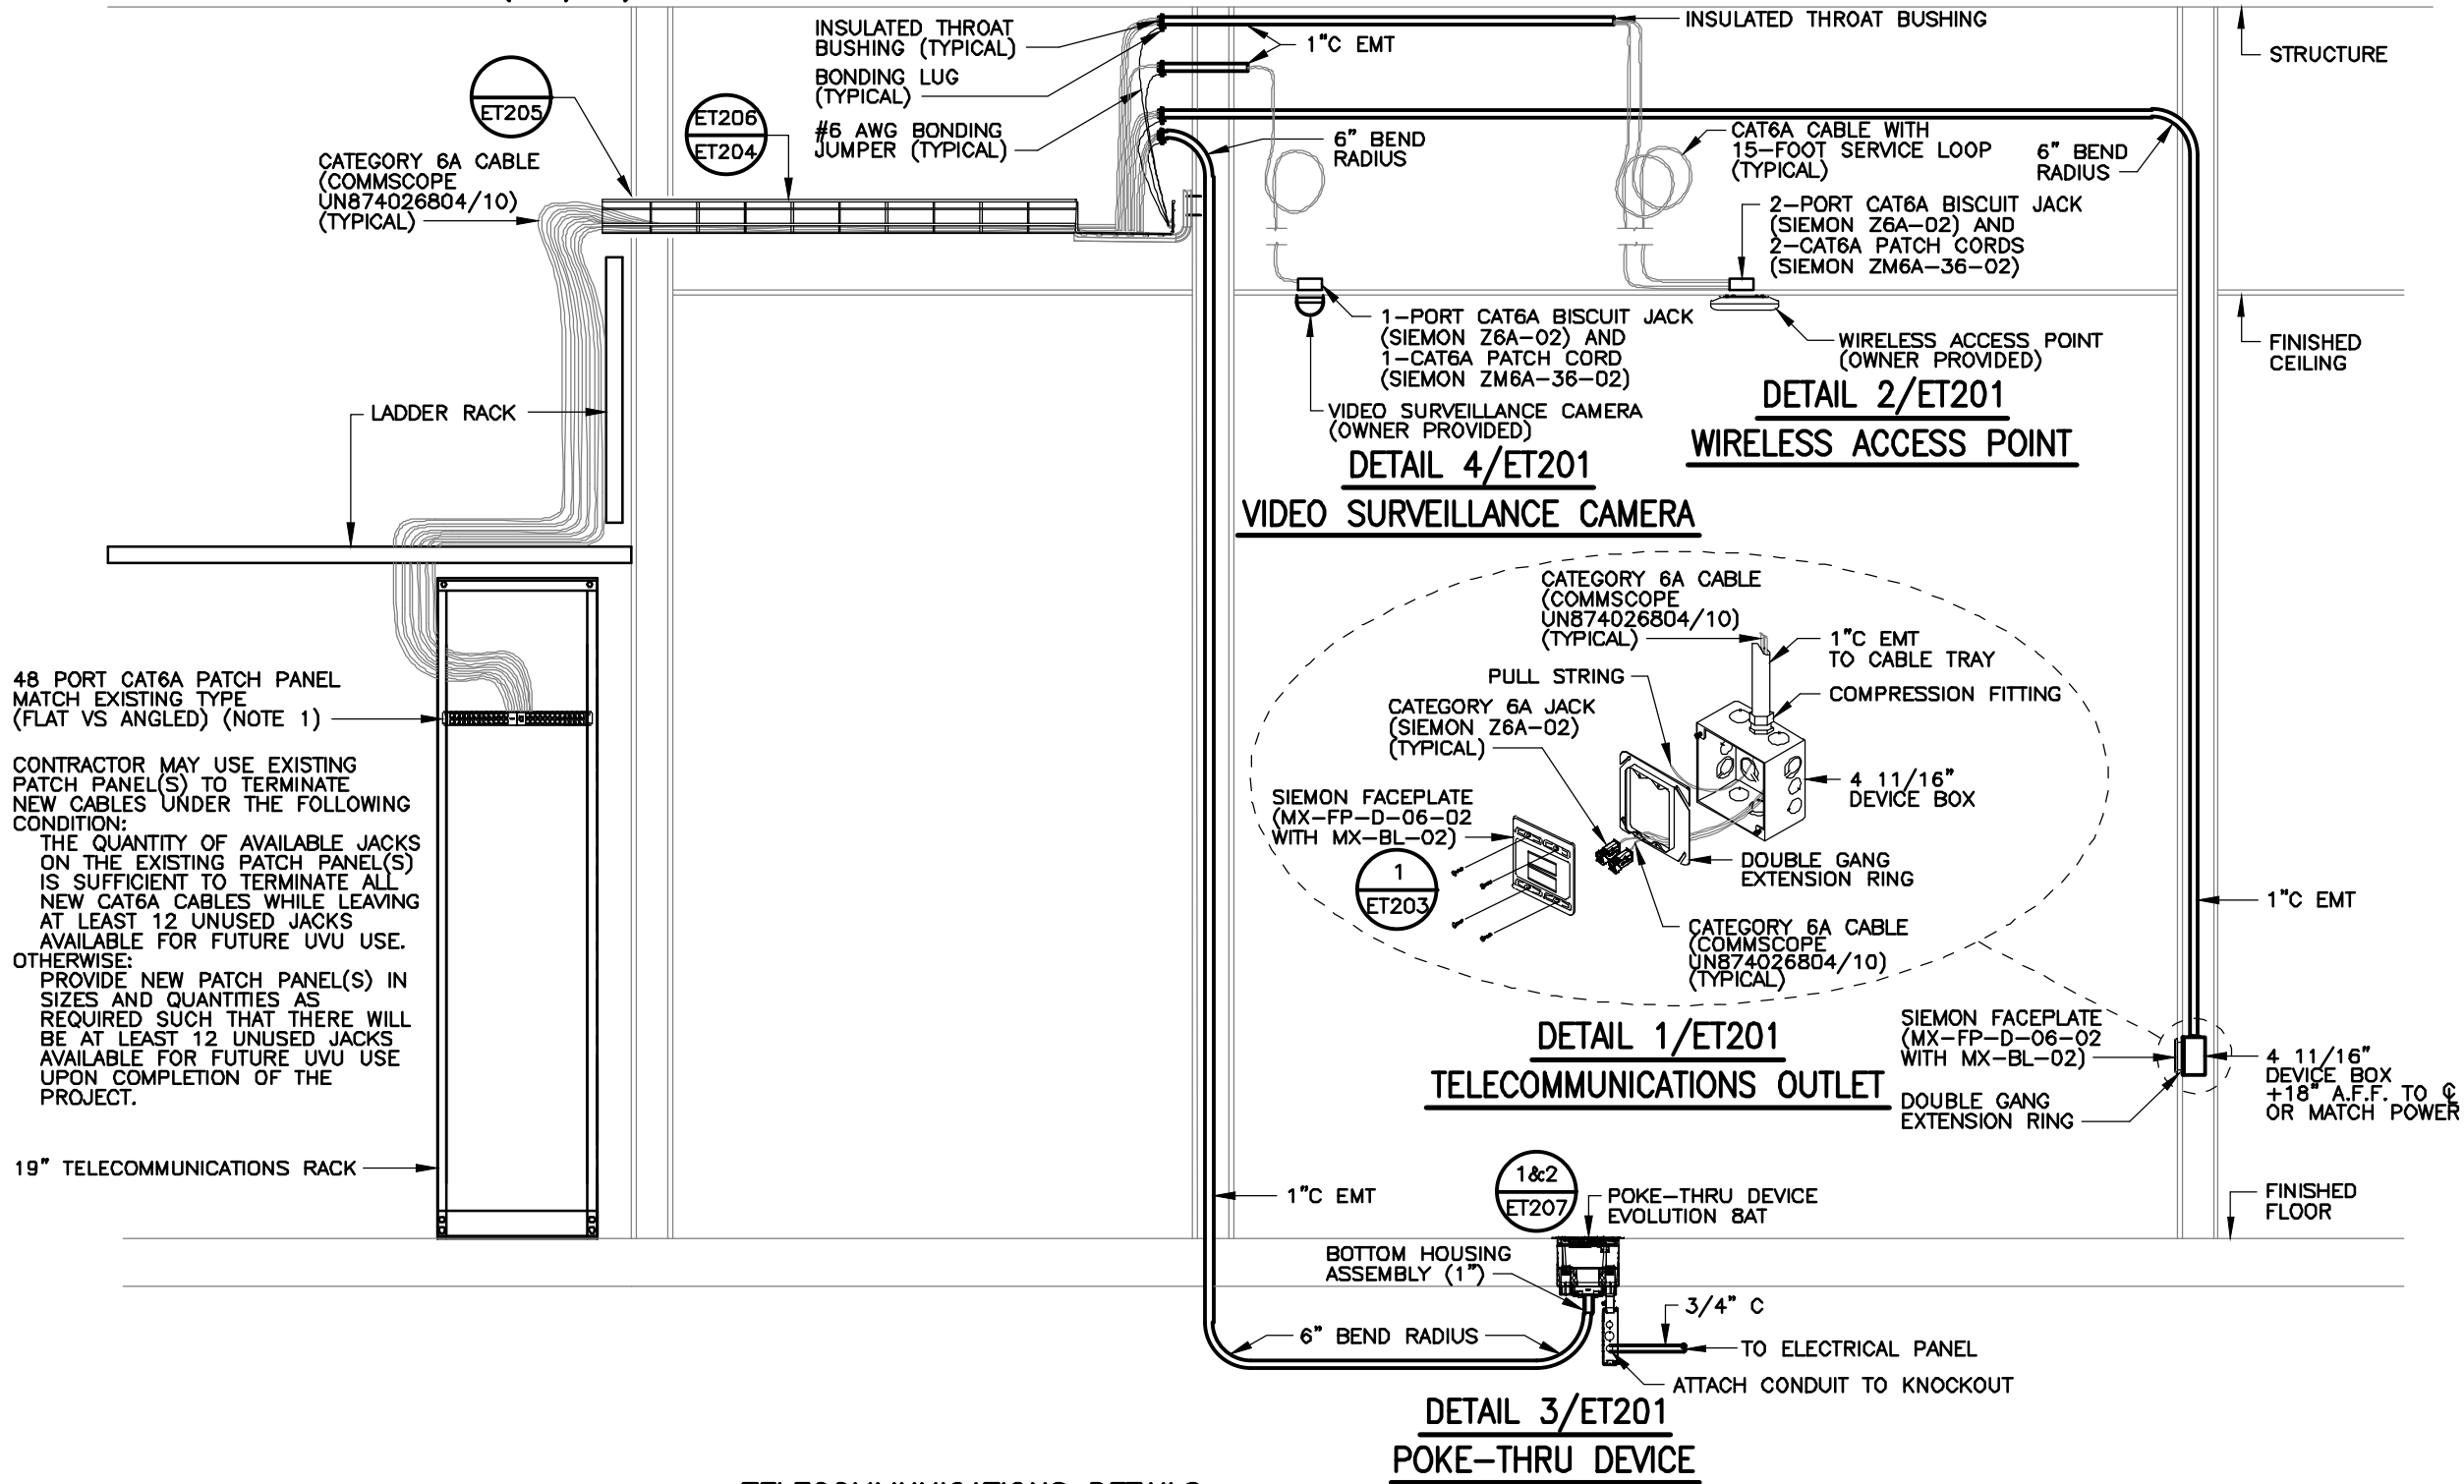 INSULATED THROAT
BUSHING (TYPICAL)
BONDING LUG
(TYPICAL)
#6 AWG BONDING
JUMPER (TYPICAL)
1"C EMT
INSULATED THROAT BUSHING
STRUCTURE
ET205
ET206
ET204
CATEGORY 6A CABLE
(COMMSCOPE
UN874026804/10)
(TYPICAL)
6" BEND
RADIUS
CAT6A CABLE WITH
15-FOOT SERVICE LOOP
(TYPICAL)
6" BEND
RADIUS
2-PORT CAT6A BISCUIT JACK
(SIEMON Z6A-02) AND
2-CAT6A PATCH CORDS
(SIEMON ZM6A-36-02)
1-PORT CAT6A BISCUIT JACK
(SIEMON Z6A-02) AND
1-CAT6A PATCH CORD
(SIEMON ZM6A-36-02)
WIRELESS ACCESS POINT
(OWNER PROVIDED)
FINISHED
CEILING
LADDER RACK
VIDEO SURVEILLANCE CAMERA
(OWNER PROVIDED)
DETAIL 2/ET201
WIRELESS ACCESS POINT
DETAIL 4/ET201
VIDEO SURVEILLANCE CAMERA
CATEGORY 6A CABLE
(COMMSCOPE
UN874026804/10)
(TYPICAL)
1"C EMT
TO CABLE TRAY
PULL STRING
COMPRESSION FITTING
CATEGORY 6A JACK
(SIEMON Z6A-02)
(TYPICAL)
4 11/16"
DEVICE BOX
SIEMON FACEPLATE
(MX-FP-D-06-02
WITH MX-BL-02)
1
ET203
DOUBLE GANG
EXTENSION RING
CATEGORY 6A CABLE
(COMMSCOPE
UN874026804/10)
(TYPICAL)
1"C EMT
48 PORT CAT6A PATCH PANEL
MATCH EXISTING TYPE
(FLAT VS ANGLED) (NOTE 1)
CONTRACTOR MAY USE EXISTING
PATCH PANEL(S) TO TERMINATE
NEW CABLES UNDER THE FOLLOWING
CONDITION:
THE QUANTITY OF AVAILABLE JACKS
ON THE EXISTING PATCH PANEL(S)
IS SUFFICIENT TO TERMINATE ALL
NEW CAT6A CABLES WHILE LEAVING
AT LEAST 12 UNUSED JACKS
AVAILABLE FOR FUTURE UVU USE.
OTHERWISE:
PROVIDE NEW PATCH PANEL(S) IN
SIZES AND QUANTITIES AS
REQUIRED SUCH THAT THERE WILL
BE AT LEAST 12 UNUSED JACKS
AVAILABLE FOR FUTURE UVU USE
UPON COMPLETION OF THE
PROJECT.
19" TELECOMMUNICATIONS RACK
DETAIL 1/ET201
TELECOMMUNICATIONS OUTLET
SIEMON FACEPLATE
(MX-FP-D-06-02
WITH MX-BL-02)
DOUBLE GANG
EXTENSION RING
4 11/16"
DEVICE BOX
+18" A.F.F. TO ℄
OR MATCH POWER
1"C EMT
1&2
ET207
POKE-THRU DEVICE
EVOLUTION 8AT
FINISHED
FLOOR
BOTTOM HOUSING
ASSEMBLY (1")
3/4" C
6" BEND RADIUS
TO ELECTRICAL PANEL
ATTACH CONDUIT TO KNOCKOUT
DETAIL 3/ET201
POKE-THRU DEVICE